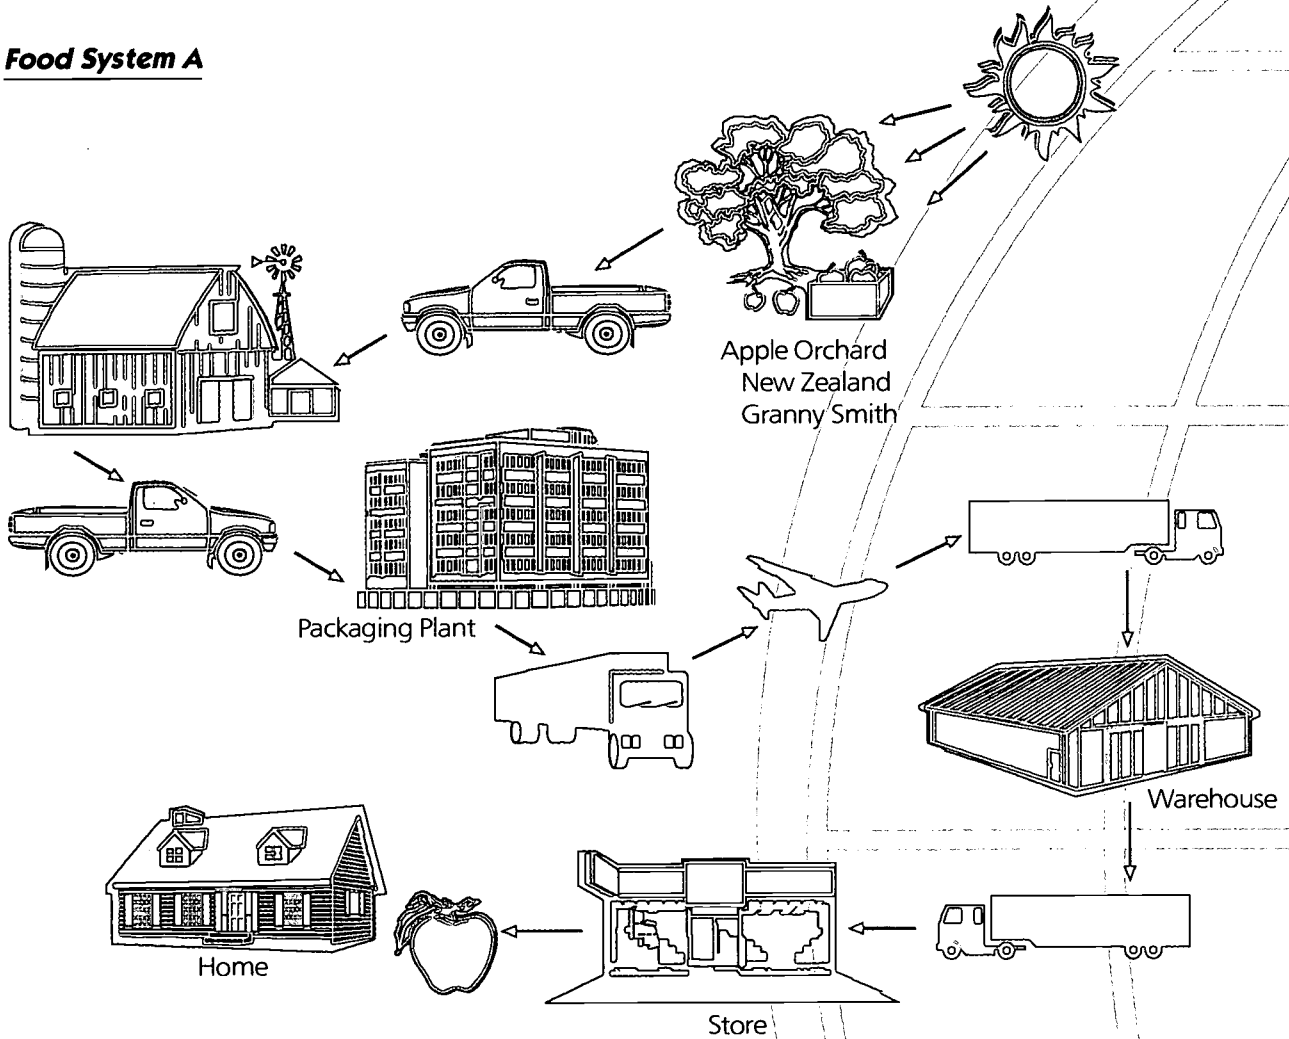 Food System A
Apple Orchard
New Zealand
Granny Smith
Packaging Plant
Warehouse
Home
Store